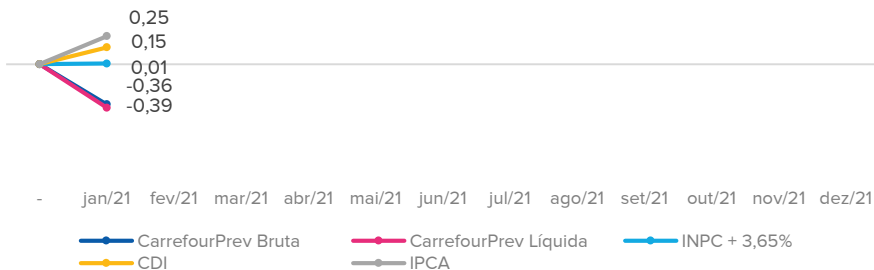 0,25
0,15
0,01
-0,36
-0,39
- jan/21 fev/21 mar/21 abr/21 mai/21 jun/21 jul/21 ago/21 set/21 out/21 nov/21 dez/21
CarrefourPrev Bruta CarrefourPrev Líquida INPC + 3,65%
CDI IPCA